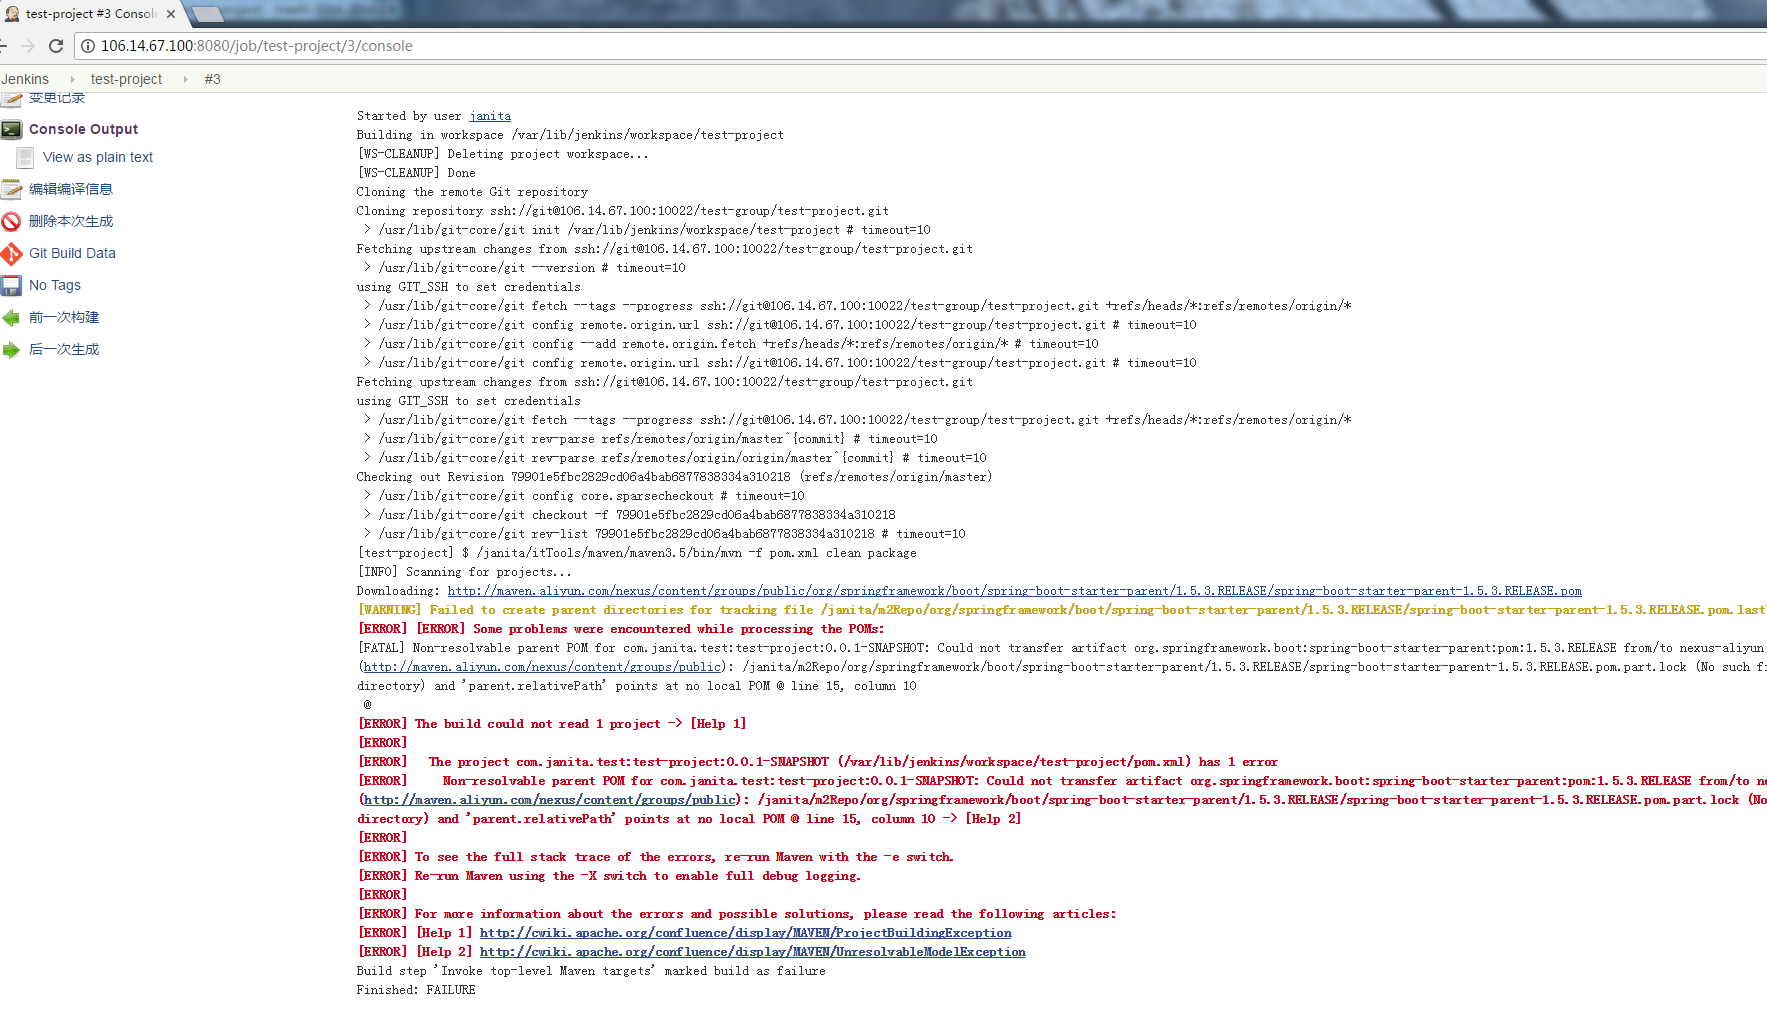 test-project #3 Consol
106.14.67.100:8080/job/test-project/3/console
Jenkins test-project #3
变更记录
Console Output
View as plain text
编辑编译信息
删除本次生成
Git Build Data
No Tags
前一次构建
后一次生成
Started by user janita
Building in workspace /var/lib/jenkins/workspace/test-project
[WS-CLEANUP] Deleting project workspace...
[WS-CLEANUP] Done
Cloning the remote Git repository
Cloning repository ssh://git@106.14.67.100:10022/test-group/test-project.git
> /usr/lib/git-core/git init /var/lib/jenkins/workspace/test-project # timeout=10
Fetching upstream changes from ssh://git@106.14.67.100:10022/test-group/test-project.git
> /usr/lib/git-core/git --version # timeout=10
using GIT_SSH to set credentials
> /usr/lib/git-core/git fetch --tags --progress ssh://git@106.14.67.100:10022/test-group/test-project.git +refs/heads/*:refs/remotes/origin/*
> /usr/lib/git-core/git config remote.origin.url ssh://git@106.14.67.100:10022/test-group/test-project.git # timeout=10
> /usr/lib/git-core/git config --add remote.origin.fetch +refs/heads/*:refs/remotes/origin/* # timeout=10
> /usr/lib/git-core/git config remote.origin.url ssh://git@106.14.67.100:10022/test-group/test-project.git # timeout=10
Fetching upstream changes from ssh://git@106.14.67.100:10022/test-group/test-project.git
using GIT_SSH to set credentials
> /usr/lib/git-core/git fetch --tags --progress ssh://git@106.14.67.100:10022/test-group/test-project.git +refs/heads/*:refs/remotes/origin/*
> /usr/lib/git-core/git rev-parse refs/remotes/origin/master^{commit} # timeout=10
> /usr/lib/git-core/git rev-parse refs/remotes/origin/origin/master^{commit} # timeout=10
Checking out Revision 79901e5fbc2829cd06a4bab6877838334a310218 (refs/remotes/origin/master)
> /usr/lib/git-core/git config core.sparsecheckout # timeout=10
> /usr/lib/git-core/git checkout -f 79901e5fbc2829cd06a4bab6877838334a310218
> /usr/lib/git-core/git rev-list 79901e5fbc2829cd06a4bab6877838334a310218 # timeout=10
[test-project] $ /janita/itTools/maven/maven3.5/bin/mvn -f pom.xml clean package
[INFO] Scanning for projects...
Downloading: http://maven.aliyun.com/nexus/content/groups/public/org/springframework/boot/spring-boot-starter-parent/1.5.3.RELEASE/spring-boot-starter-parent-1.5.3.RELEASE.pom
[WARNING] Failed to create parent directories for tracking file /janita/m2Repo/org/springframework/boot/spring-boot-starter-parent/1.5.3.RELEASE/spring-boot-starter-parent-1.5.3.RELEASE.pom.last
[ERROR] [ERROR] Some problems were encountered while processing the POMs:
[FATAL] Non-resolvable parent POM for com.janita.test:test-project:0.0.1-SNAPSHOT: Could not transfer artifact org.springframework.boot:spring-boot-starter-parent:pom:1.5.3.RELEASE from/to nexus-aliyun
(http://maven.aliyun.com/nexus/content/groups/public): /janita/m2Repo/org/springframework/boot/spring-boot-starter-parent/1.5.3.RELEASE/spring-boot-starter-parent-1.5.3.RELEASE.pom.part.lock (No such fi
directory) and 'parent.relativePath' points at no local POM @ line 15, column 10
@
[ERROR] The build could not read 1 project -> [Help 1]
[ERROR]
[ERROR] The project com.janita.test:test-project:0.0.1-SNAPSHOT (/var/lib/jenkins/workspace/test-project/pom.xml) has 1 error
[ERROR] Non-resolvable parent POM for com.janita.test:test-project:0.0.1-SNAPSHOT: Could not transfer artifact org.springframework.boot:spring-boot-starter-parent:pom:1.5.3.RELEASE from/to ne
(http://maven.aliyun.com/nexus/content/groups/public): /janita/m2Repo/org/springframework/boot/spring-boot-starter-parent/1.5.3.RELEASE/spring-boot-starter-parent-1.5.3.RELEASE.pom.part.lock (No
directory) and 'parent.relativePath' points at no local POM @ line 15, column 10 -> [Help 2]
[ERROR]
[ERROR] To see the full stack trace of the errors, re-run Maven with the -e switch.
[ERROR] Re-run Maven using the -X switch to enable full debug logging.
[ERROR]
[ERROR] For more information about the errors and possible solutions, please read the following articles:
[ERROR] [Help 1] http://cwiki.apache.org/confluence/display/MAVEN/ProjectBuildingException
[ERROR] [Help 2] http://cwiki.apache.org/confluence/display/MAVEN/UnresolvableModelException
Build step 'Invoke top-level Maven targets' marked build as failure
Finished: FAILURE